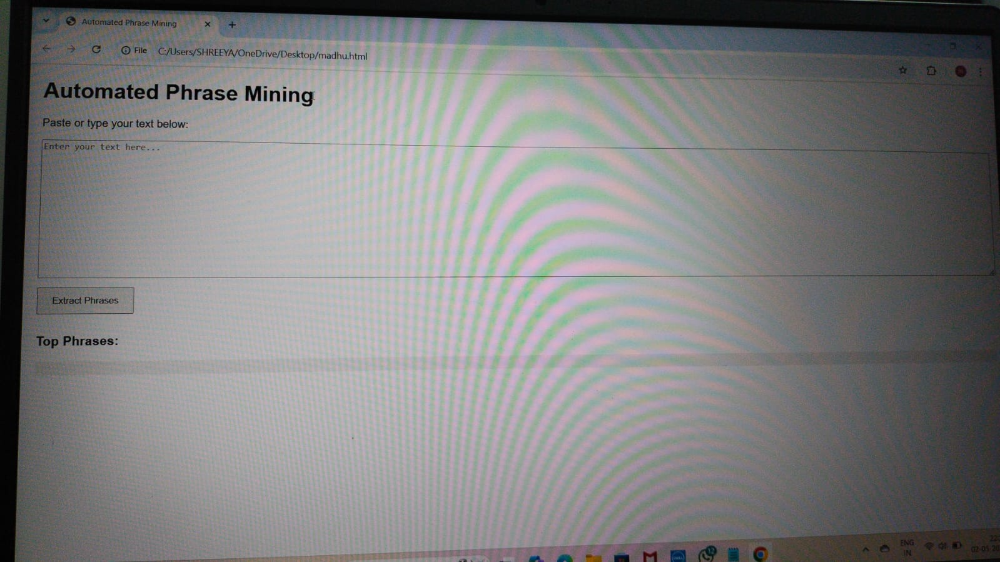 Automated Phrase Mining
File C:/Users/SHREEYA/OneDrive/Desktop/madhu.html
Automated Phrase Mining
Paste or type your text below:
Enter your text here...
Extract Phrases
Top Phrases:
12
ENG
IN